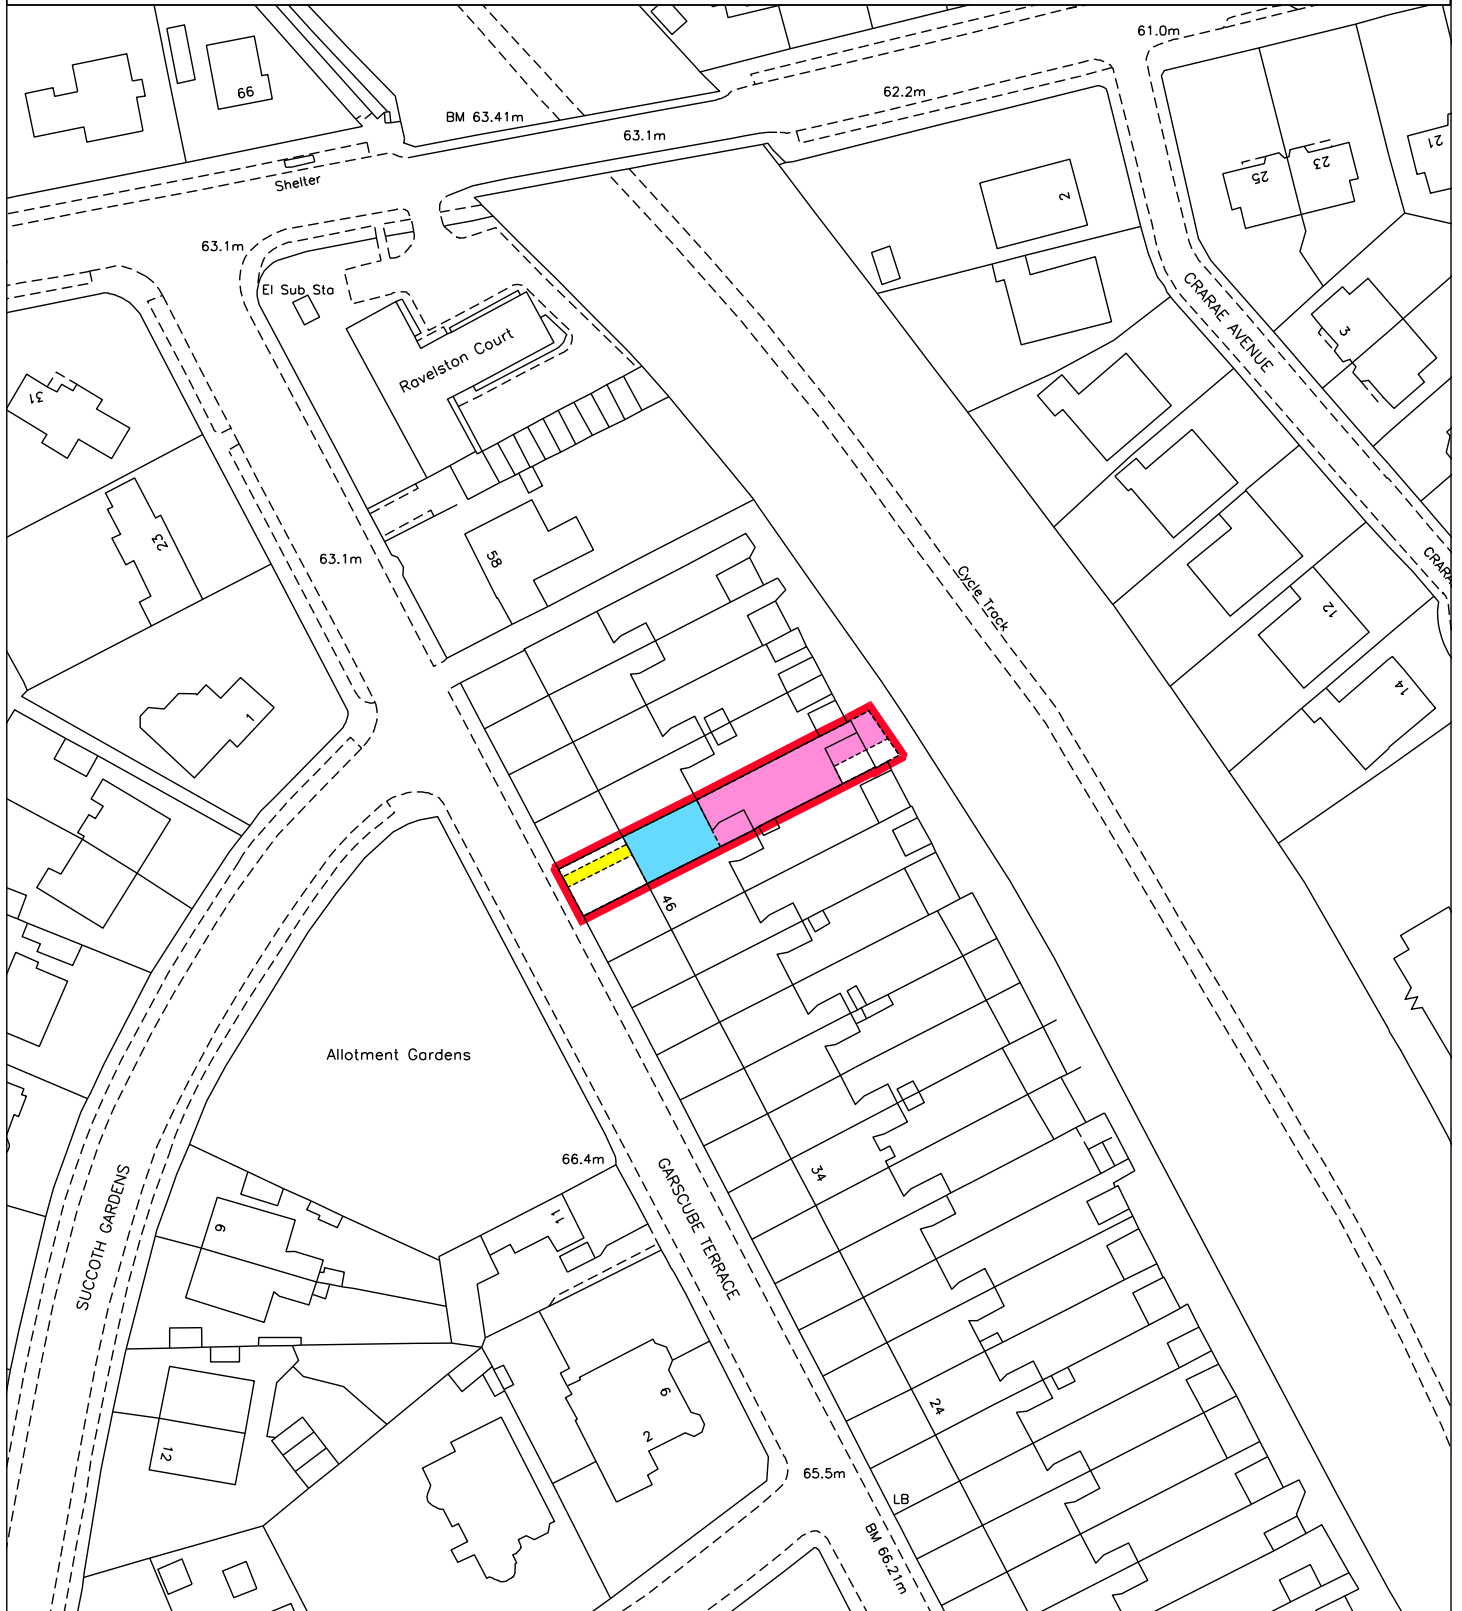 61.0m
66
62.2m
BM 63.41m
63.1m
21
23
25
Shelter
2
63.1m
El Sub Sta
CRARAE AVENUE
3
Ravelston Court
31
23
58
63.1m
Cycle Track
CRARA
12
14
1
46
Allotment Gardens
66.4m
34
SUCCOTH GARDENS
GARSCUBE TERRACE
11
6
6
2
24
12
65.5m
LB
BM 66.21m